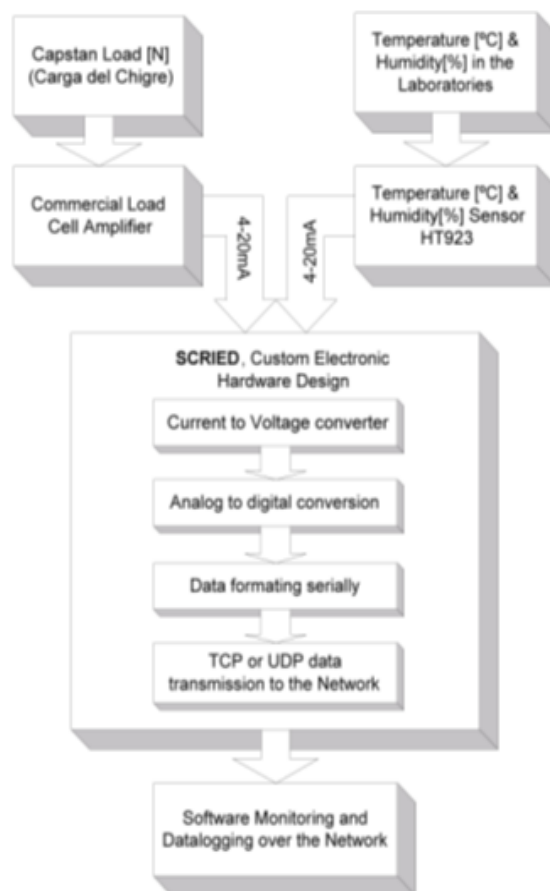 Capstan Load [N]
(Carga del Chigre)
Temperature [ºC] &
Humidity[%] in the
Laboratories
Commercial Load
Cell Amplifier
Temperature [ºC] &
Humidity[%] Sensor
HT923
4-20mA
4-20mA
SCRIED, Custom Electronic
Hardware Design
Current to Voltage converter
Analog to digital conversion
Data formating serially
TCP or UDP data
transmission to the Network
Software Monitoring and
Datalogging over the Network